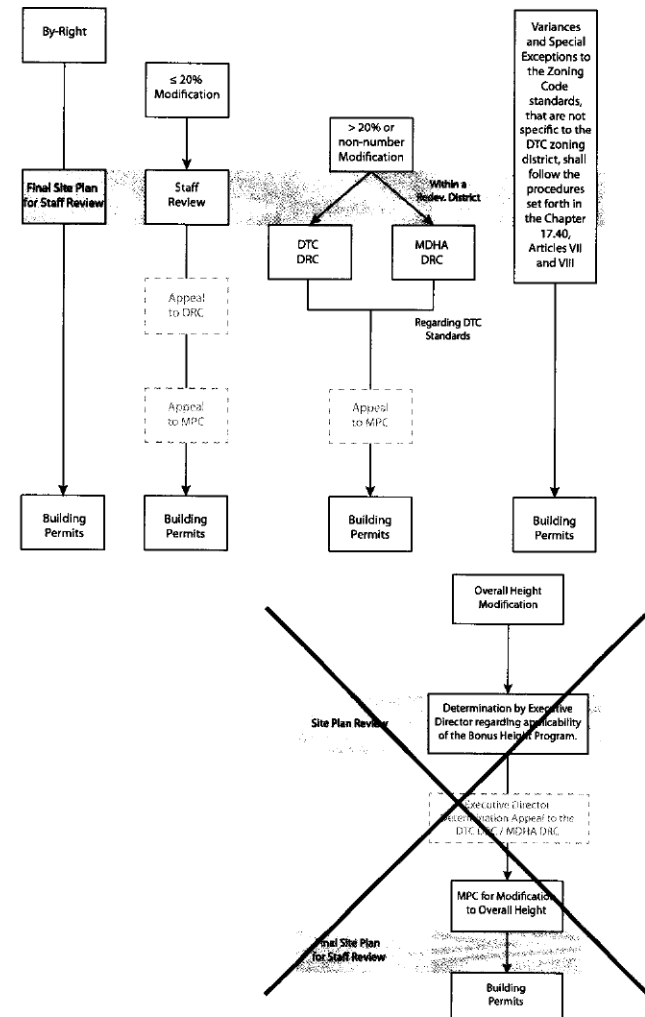 By-Right
≤ 20%
Modification
> 20% or
non-number
Modification
Variances
and Special
Exceptions to
the Zoning
Code
standards,
that are not
specific to the
DTC zoning
district, shall
follow the
procedures
set forth in
the Chapter
17.40,
Articles VII
and VIII
Final Site Plan
for Staff Review
Staff
Review
Within a
Redev. District
DTC
DRC
MDHA
DRC
Appeal
to DRC
Regarding DTC
Standards
Appeal
to MPC
Appeal
to MPC
Building
Permits
Building
Permits
Building
Permits
Building
Permits
Overall Height
Modification
Site Plan Review
Determination by Executive
Director regarding applicability
of the Bonus Height Program.
Executive Director
Determination Appeal to the
DTC DRC / MDHA DRC
MPC for Modification
to Overall Height
Final Site Plan
for Staff Review
Building
Permits